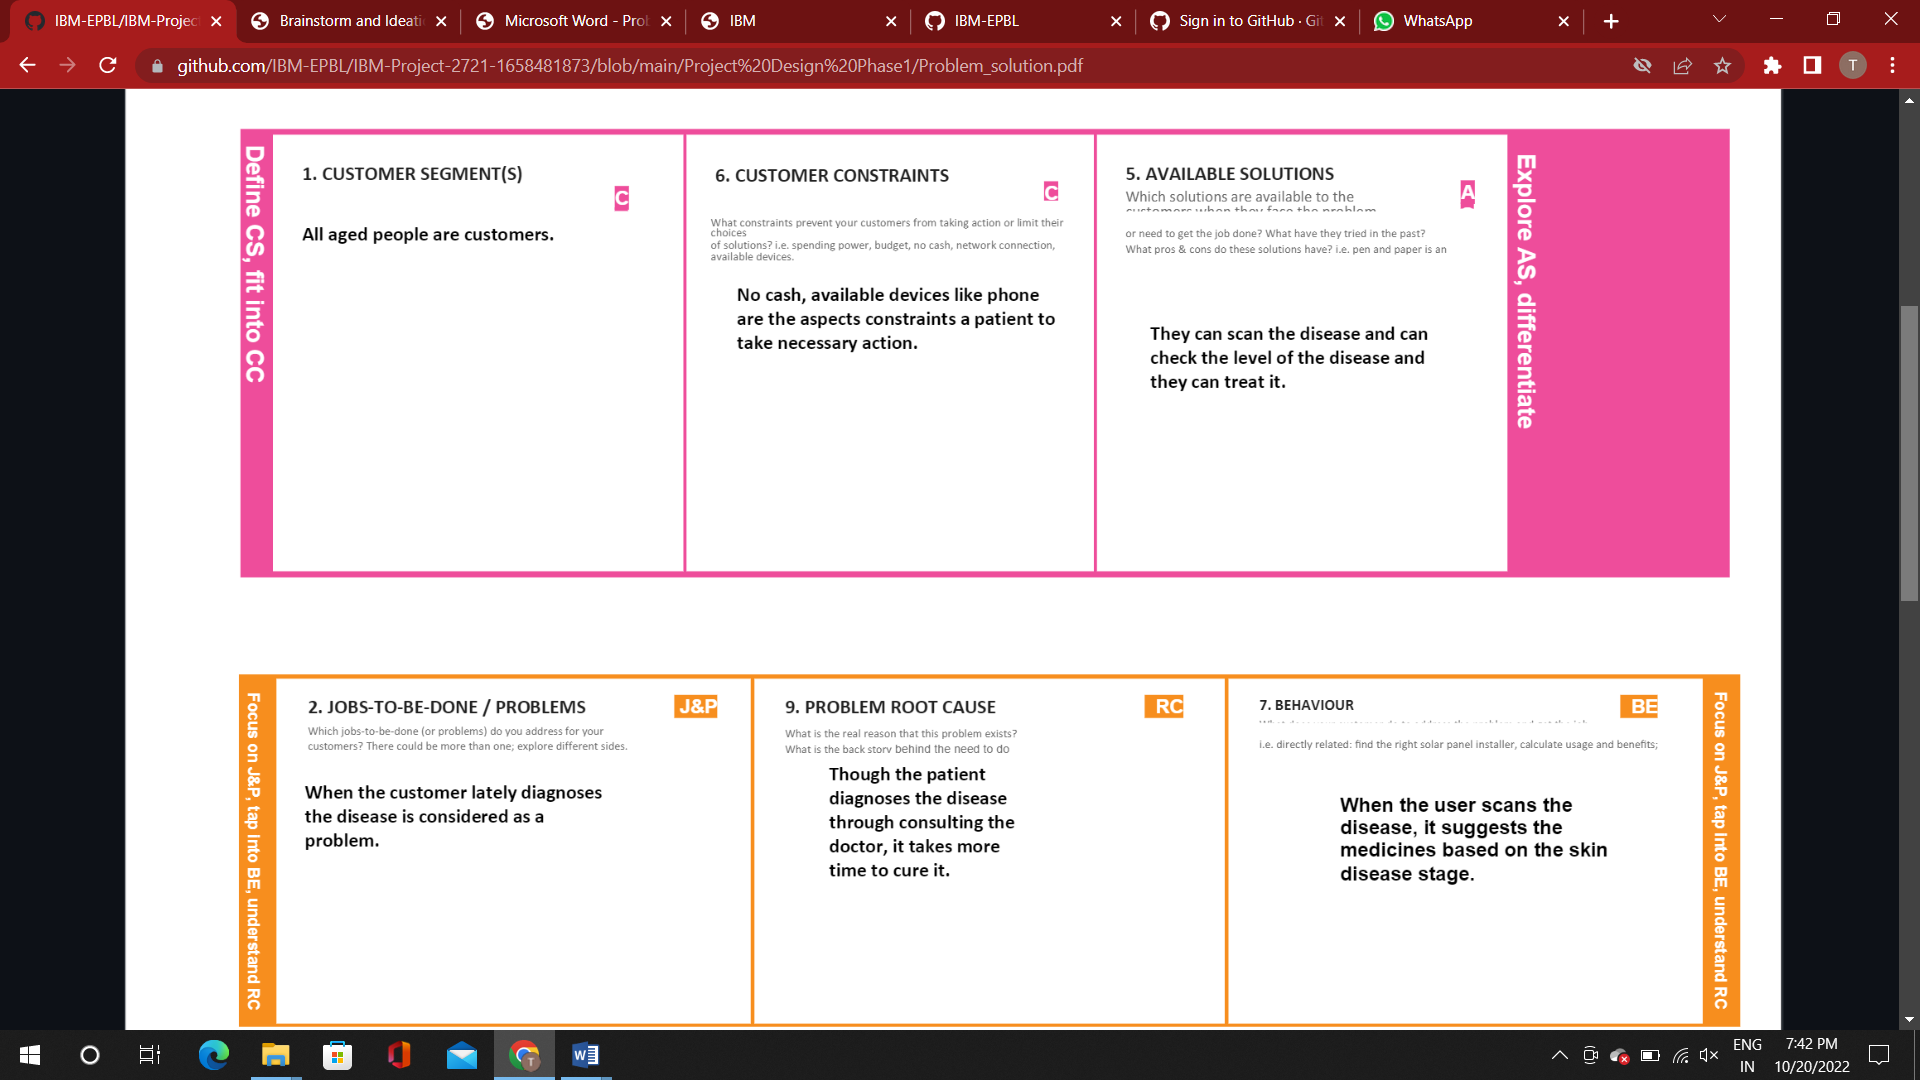 IBM-EPBL/IBM-Projec
Brainstorm and Ideati
Microsoft Word - Prob
IBM
IBM-EPBL
Sign in to GitHub · Git
WhatsApp
github.com/IBM-EPBL/IBM-Project-2721-1658481873/blob/main/Project%20Design%20Phase1/Problem_solution.pdf
T
Define CS, fit into CC
1. CUSTOMER SEGMENT(S)
C
All aged people are customers.
6. CUSTOMER CONSTRAINTS
C
What constraints prevent your customers from taking action or limit their
choices
of solutions? i.e. spending power, budget, no cash, network connection,
available devices.
No cash, available devices like phone
are the aspects constraints a patient to
take necessary action.
5. AVAILABLE SOLUTIONS
A
Which solutions are available to the
customers when they face the problem
or need to get the job done? What have they tried in the past?
What pros & cons do these solutions have? i.e. pen and paper is an
They can scan the disease and can
check the level of the disease and
they can treat it.
Explore AS, differentiate
Focus on J&P, tap into BE, understand RC
2. JOBS-TO-BE-DONE / PROBLEMS
J&P
Which jobs-to-be-done (or problems) do you address for your
customers? There could be more than one; explore different sides.
When the customer lately diagnoses
the disease is considered as a
problem.
9. PROBLEM ROOT CAUSE
RC
What is the real reason that this problem exists?
What is the back story behind the need to do
Though the patient
diagnoses the disease
through consulting the
doctor, it takes more
time to cure it.
7. BEHAVIOUR
BE
i.e. directly related: find the right solar panel installer, calculate usage and benefits;
When the user scans the
disease, it suggests the
medicines based on the skin
disease stage.
Focus on J&P, tap into BE, understand RC
T
W
ENG
IN
7:42 PM
10/20/2022